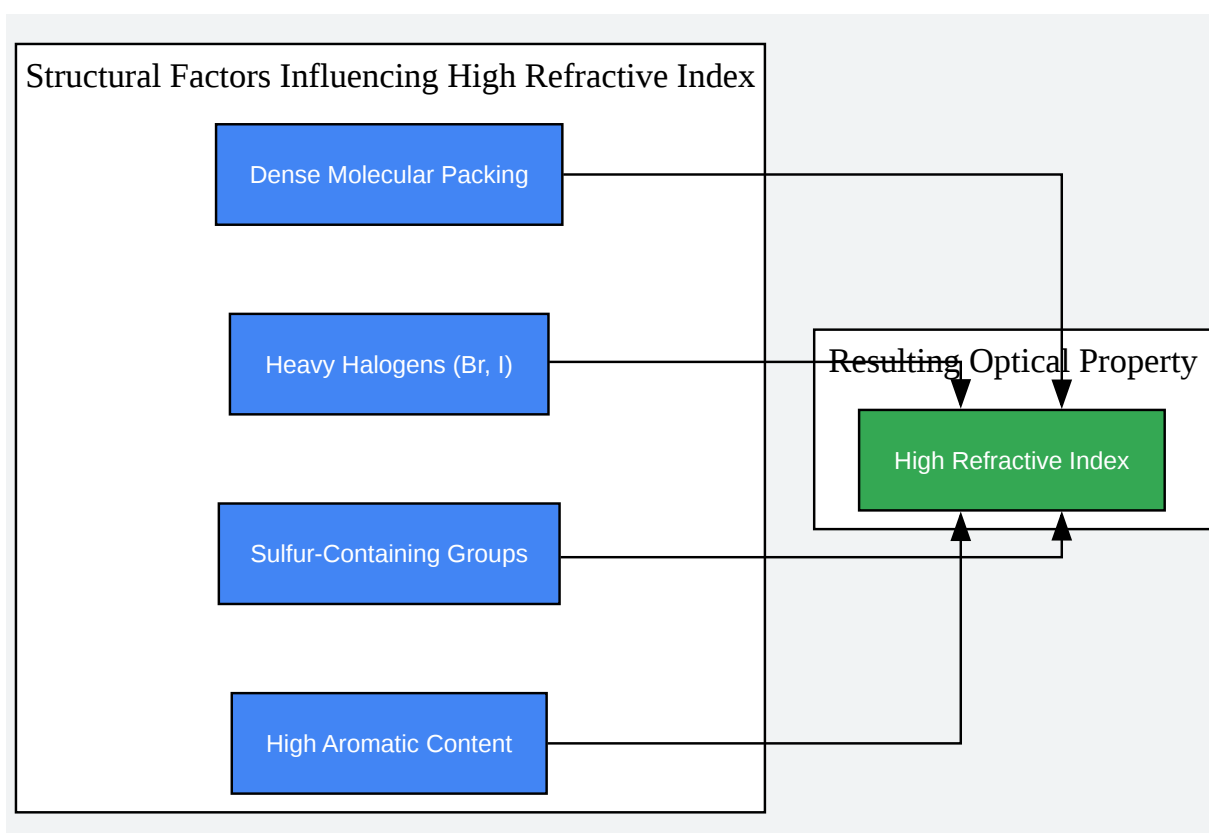 Structural Factors Influencing High Refractive Index
Dense Molecular Packing
Heavy Halogens (Br, I)
Sulfur-Containing Groups
High Aromatic Content
Resulting Optical Property
High Refractive Index